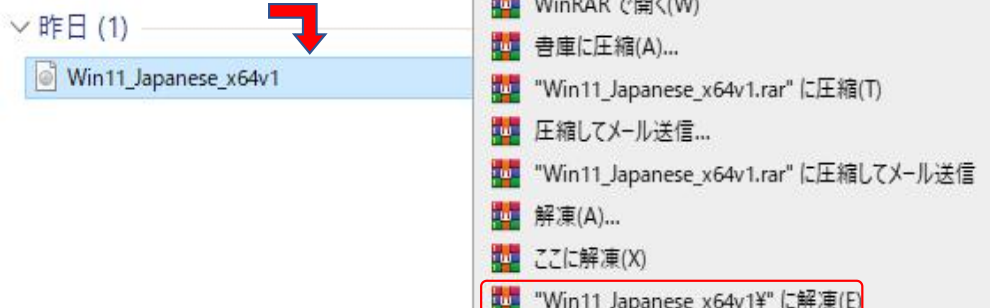 昨日 (1)
Win11_Japanese_x64v1
WinRAR で開く(W)
書庫に圧縮(A)...
"Win11_Japanese_x64v1.rar" に圧縮(T)
圧縮してメール送信...
"Win11_Japanese_x64v1.rar" に圧縮してメール送信
解凍(A)...
ここに解凍(X)
"Win11_Japanese_x64v1¥" に解凍(E)